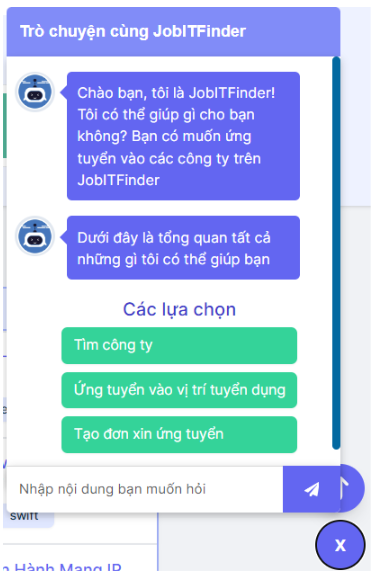 Trò chuyện cùng JobITFinder
Chào bạn, tôi là JobITFinder!
Tôi có thể giúp gì cho bạn
không? Bạn có muốn ứng
tuyển vào các công ty trên
JobITFinder
Dưới đây là tổng quan tất cả
những gì tôi có thể giúp bạn
Các lựa chọn
Tìm công ty
Ứng tuyển vào vị trí tuyển dụng
Tạo đơn xin ứng tuyển
Nhập nội dung bạn muốn hỏi
swift
X
Hành Mạng IP